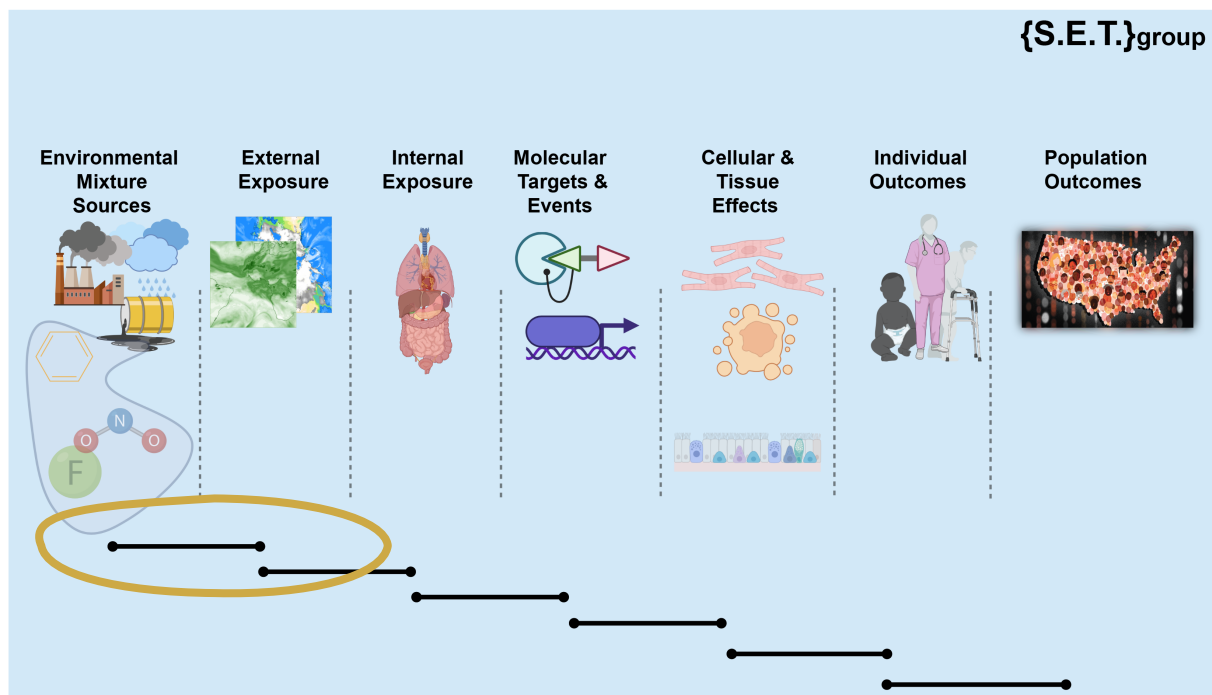 {S.E.T.}group
Environmental
Mixture
Sources
External
Exposure
Internal
Exposure
Molecular
Targets &
Events
Cellular &
Tissue
Effects
Individual
Outcomes
Population
Outcomes
N
O
O
F